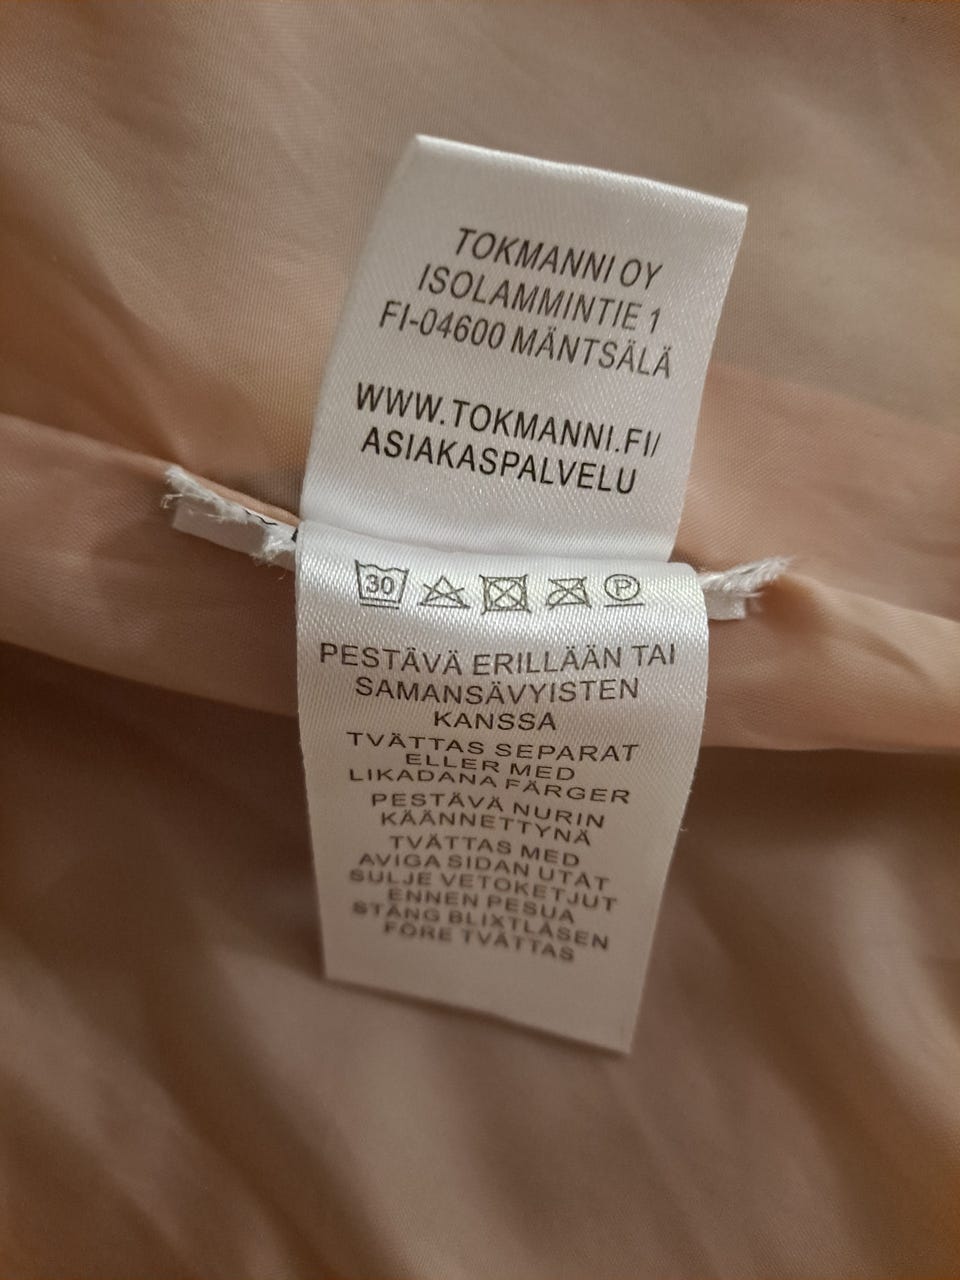 TOKMANNI OY
ISOLAMMINTIE 1
FI-04600 MÄNTSÄLÄ
WWW.TOKMANNI.FI/
ASIAKASPALVELU
30 P
PESTÄVÄ ERILLÄÄN TAI
SAMANSÄVYISTEN
KANSSA
TVÄTTAS SEPARAT
ELLER MED
LIKADANA FÄRGER
PESTÄVÄ NURIN
KÄÄNNETTYNÄ
TVÄTTAS MED
AVIGA SIDAN UTÅT
SULJE VETOKETJUT
ENNEN PESUA
STÄNG BLIXTLÅSEN
FÖRE TVÄTTAS